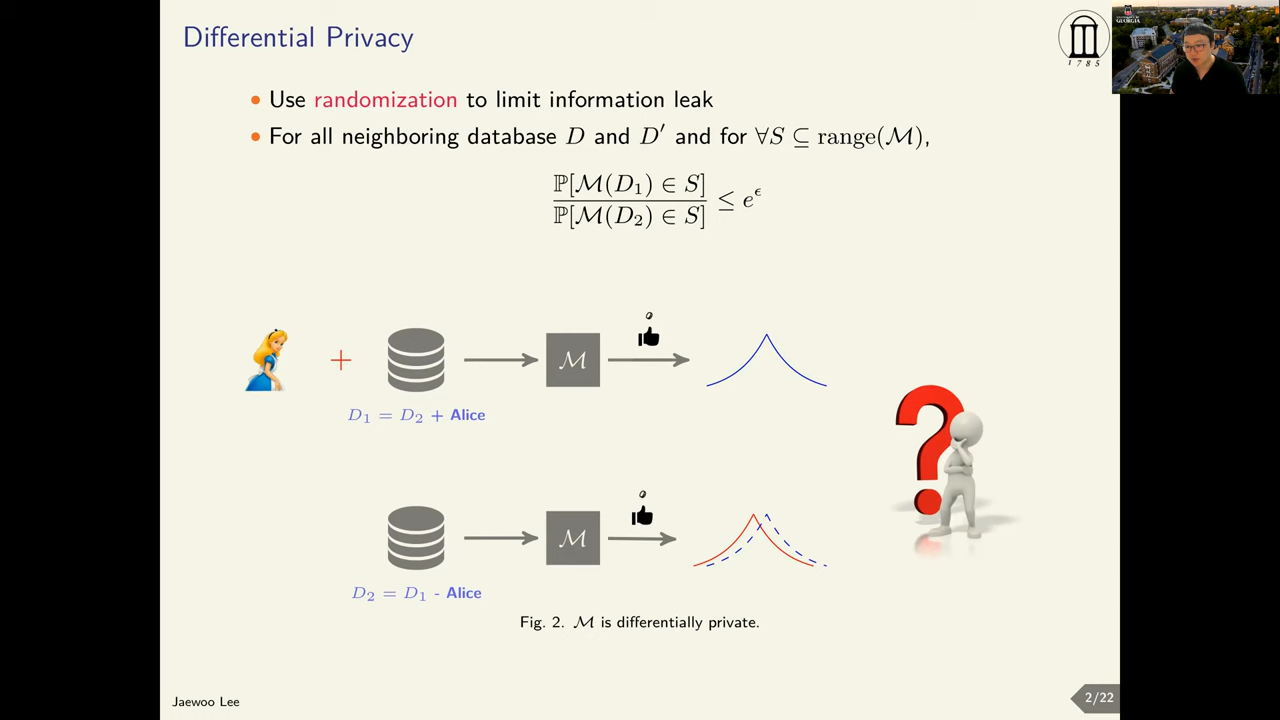 Differential Privacy
1785
GEORGIA
• Use randomization to limit information leak
• For all neighboring database D and D′ and for ∀S ⊆ range(ℳ),
ℙ[ℳ(D₁) ∈ S]
ℙ[ℳ(D₂) ∈ S] ≤ e^ϵ
+ ℳ
D₁ = D₂ + Alice
?
ℳ
D₂ = D₁ - Alice
Fig. 2. ℳ is differentially private.
Jaewoo Lee
2/22